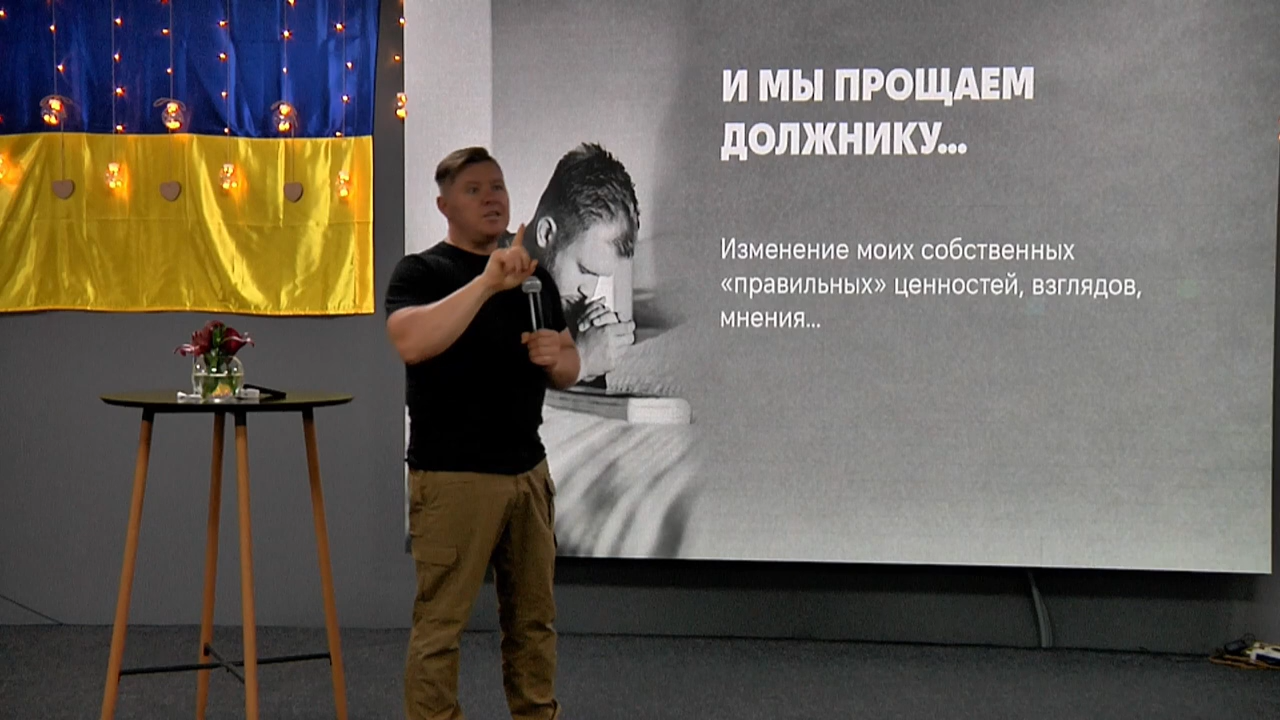 И МЫ ПРОЩАЕМ
ДОЛЖНИКУ...
Изменение моих собственных
«правильных» ценностей, взглядов,
мнения...